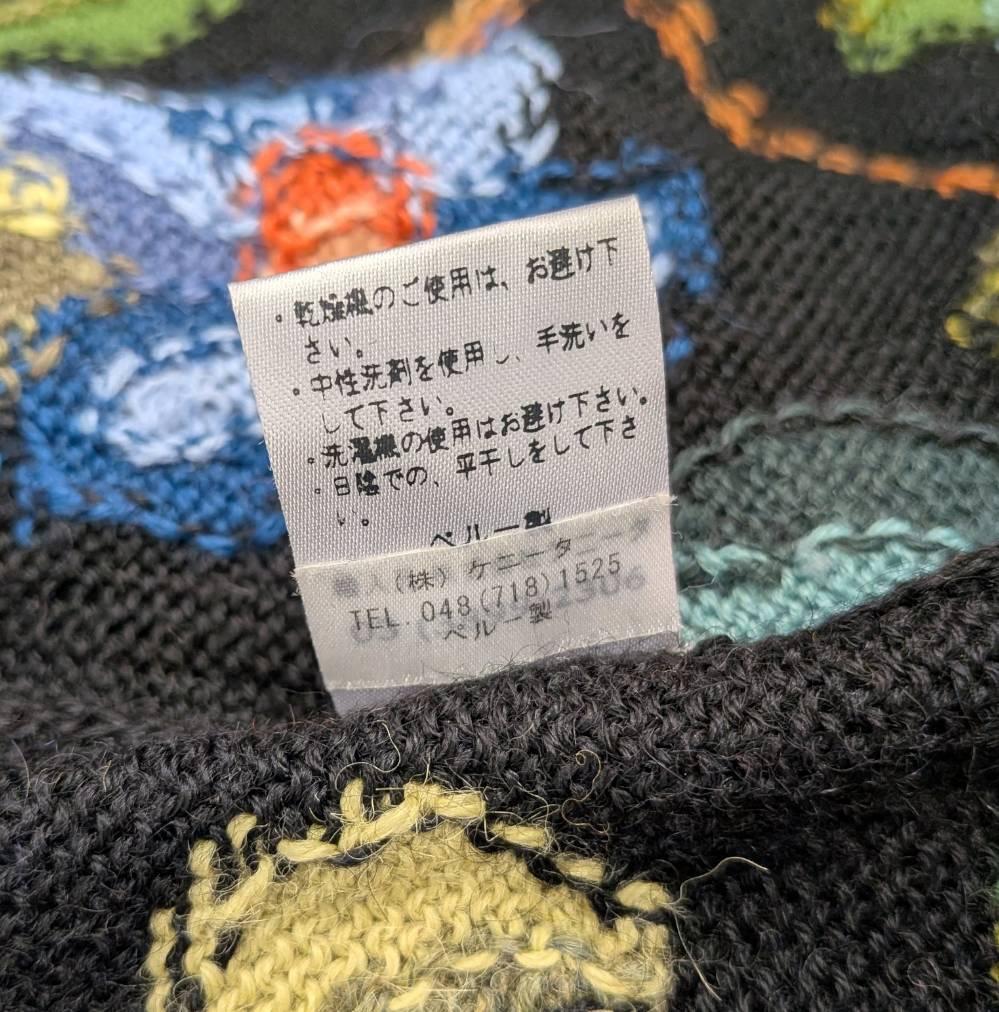 ・乾燥機のご使用は、お避け下
さい。
・中性洗剤を使用し、手洗いを
して下さい。
・洗濯機の使用はお避け下さい。
・日陰での、平干しをして下さ
い。
ペルー製
(株) ケニータニーク
TEL. 048(718)1525
ペルー製